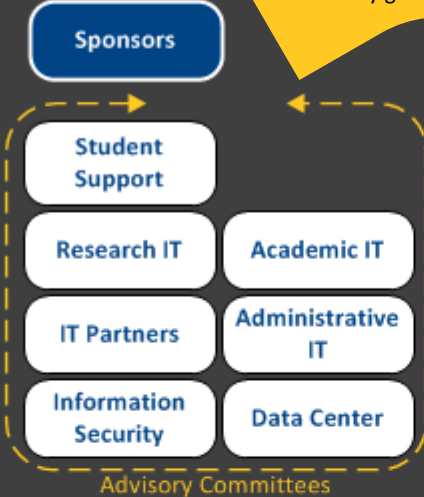 Sponsors
Student
Support
Research IT
Academic IT
IT Partners
Administrative
IT
Information
Security
Data Center
Advisory Committees